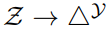 𝒵 → △^𝒴